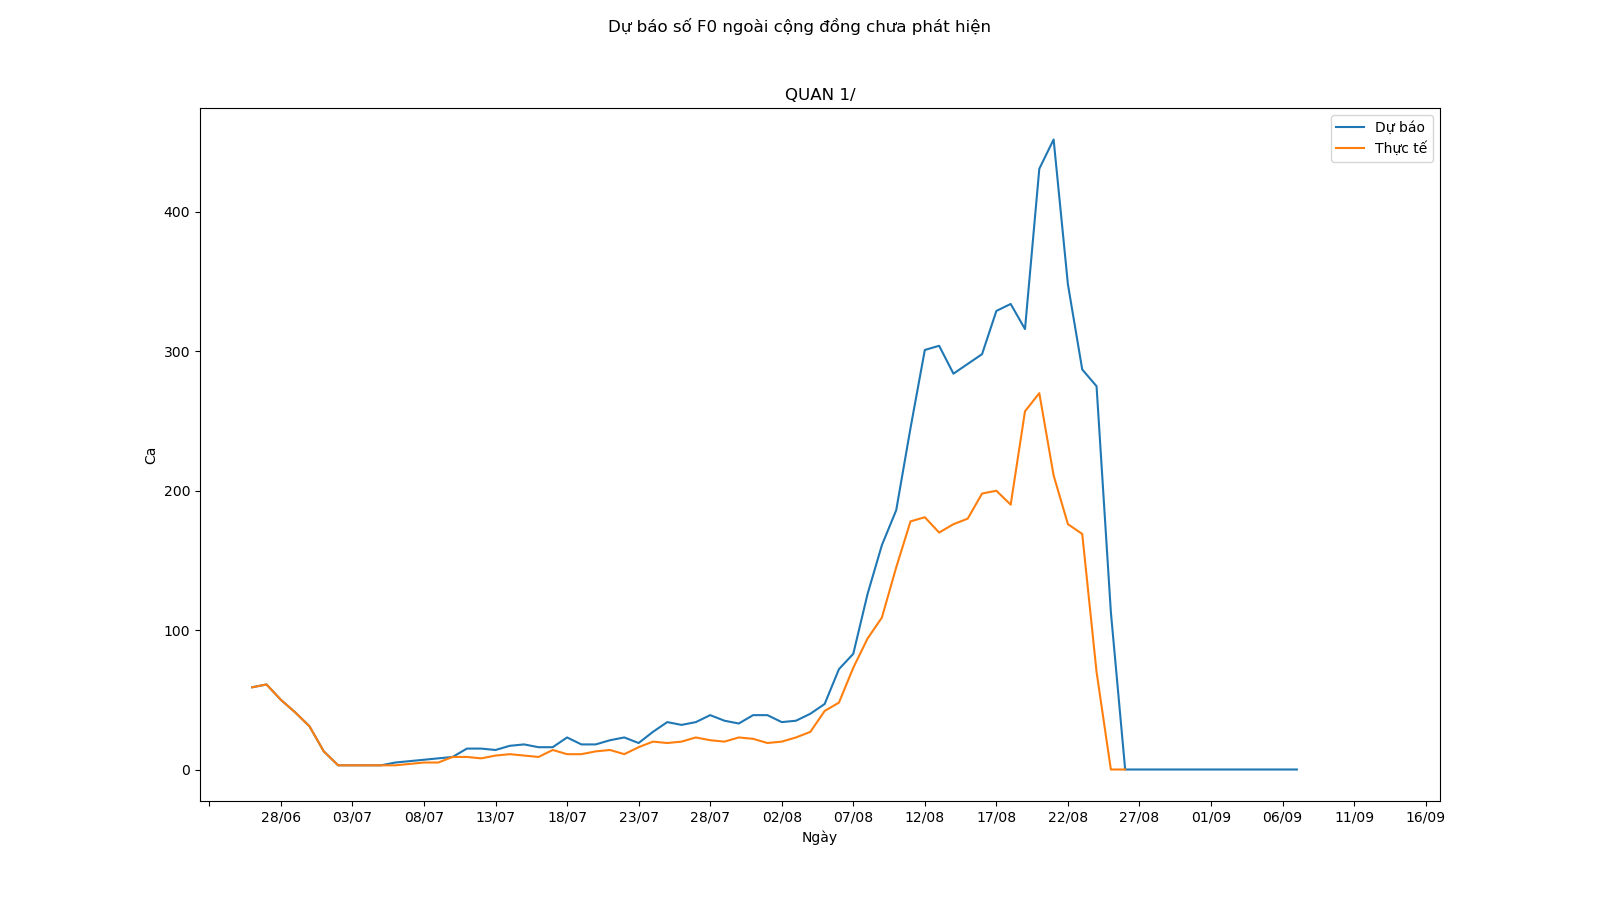 Dự báo số F0 ngoài cộng đồng chưa phát hiện
QUAN 1/
Dự báo
Thực tế
400
300
200
100
0
Ca
28/06 03/07 08/07 13/07 18/07 23/07 28/07 02/08 07/08 12/08 17/08 22/08 27/08 01/09 06/09 11/09 16/09
Ngày